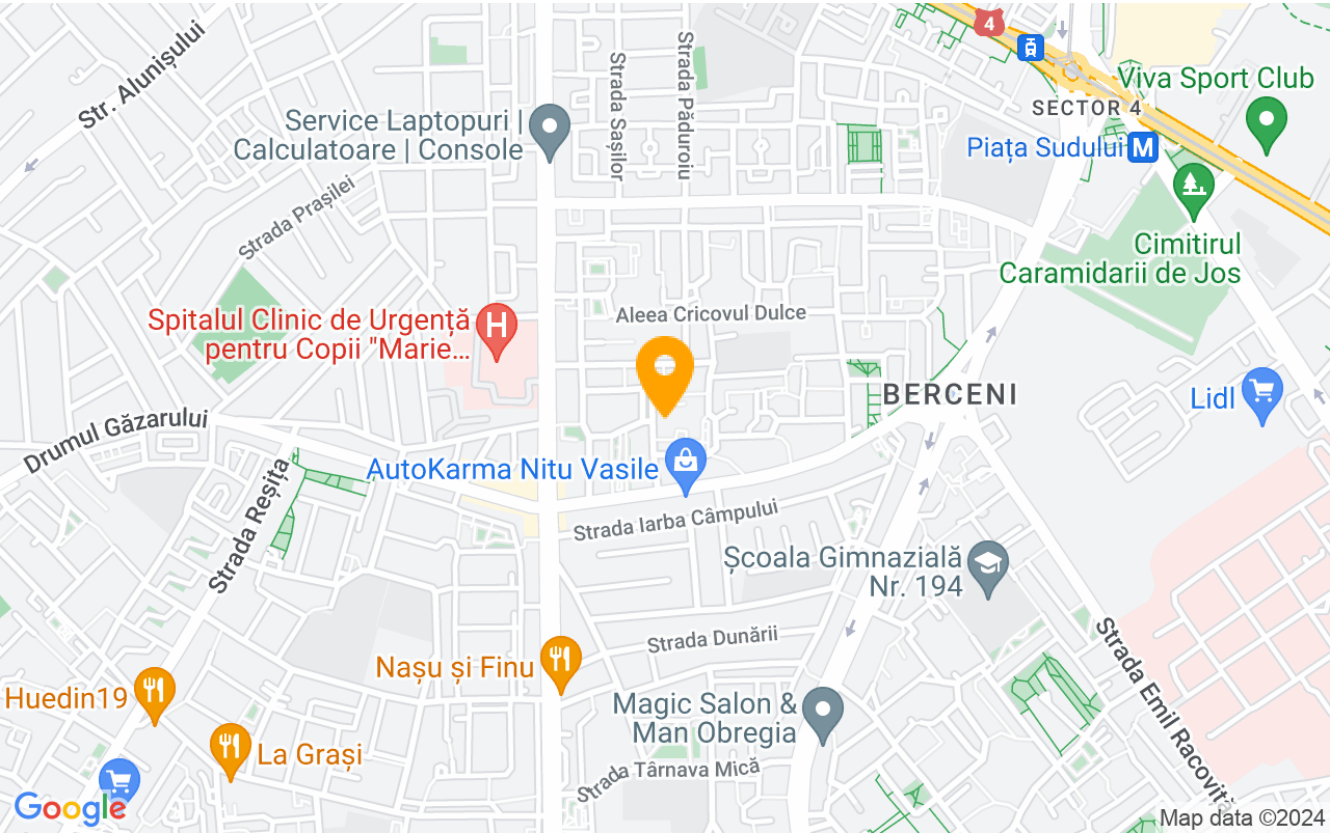 4
Str. Alunișului
Strada Sașilor
Strada Păduroiu
Viva Sport Club
SECTOR 4
Service Laptopuri |
Calculatoare | Console
Piața Sudului
M
Strada Prașilei
Cimitirul
Caramidarii de Jos
Aleea Cricovul Dulce
Spitalul Clinic de Urgență
pentru Copii "Marie...
H
BERCENI
Lidl
Drumul Găzarului
AutoKarma Nitu Vasile
Strada Reșița
Strada Iarba Câmpului
Școala Gimnazială
Nr. 194
Strada Dunării
Strada Emil Racoviță
Nașu și Finu
Huedin19
Magic Salon &
Man Obregia
La Grași
Strada Târnava Mică
Google
Map data ©2024